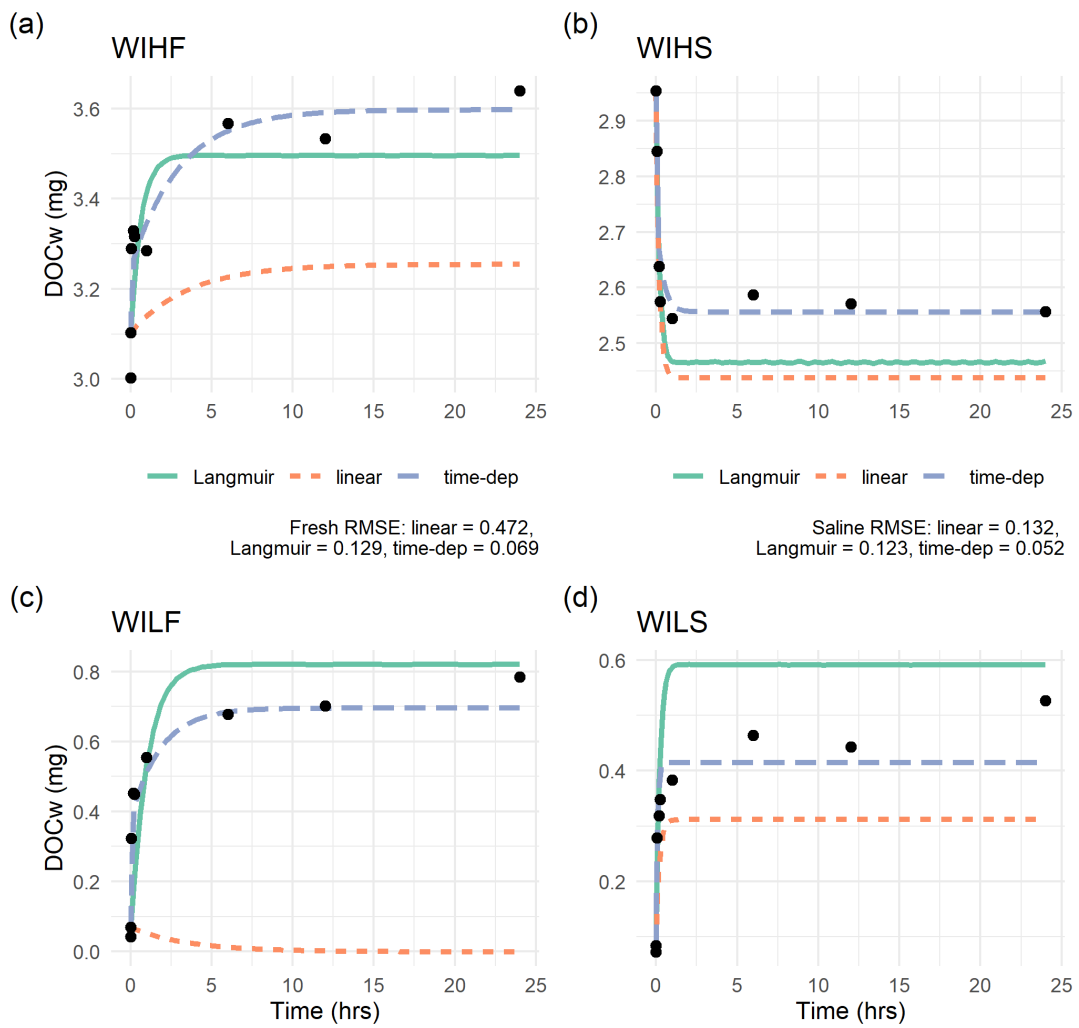 (a)
WIHF
DOCw (mg)
3.6
3.4
3.2
3.0
0 5 10 15 20 25
Langmuir linear time-dep
Fresh RMSE: linear = 0.472,
Langmuir = 0.129, time-dep = 0.069
(b)
WIHS
2.9
2.8
2.7
2.6
2.5
0 5 10 15 20 25
Langmuir linear time-dep
Saline RMSE: linear = 0.132,
Langmuir = 0.123, time-dep = 0.052
(c)
WILF
DOCw (mg)
0.8
0.6
0.4
0.2
0.0
0 5 10 15 20 25
Time (hrs)
(d)
WILS
0.6
0.4
0.2
0 5 10 15 20 25
Time (hrs)